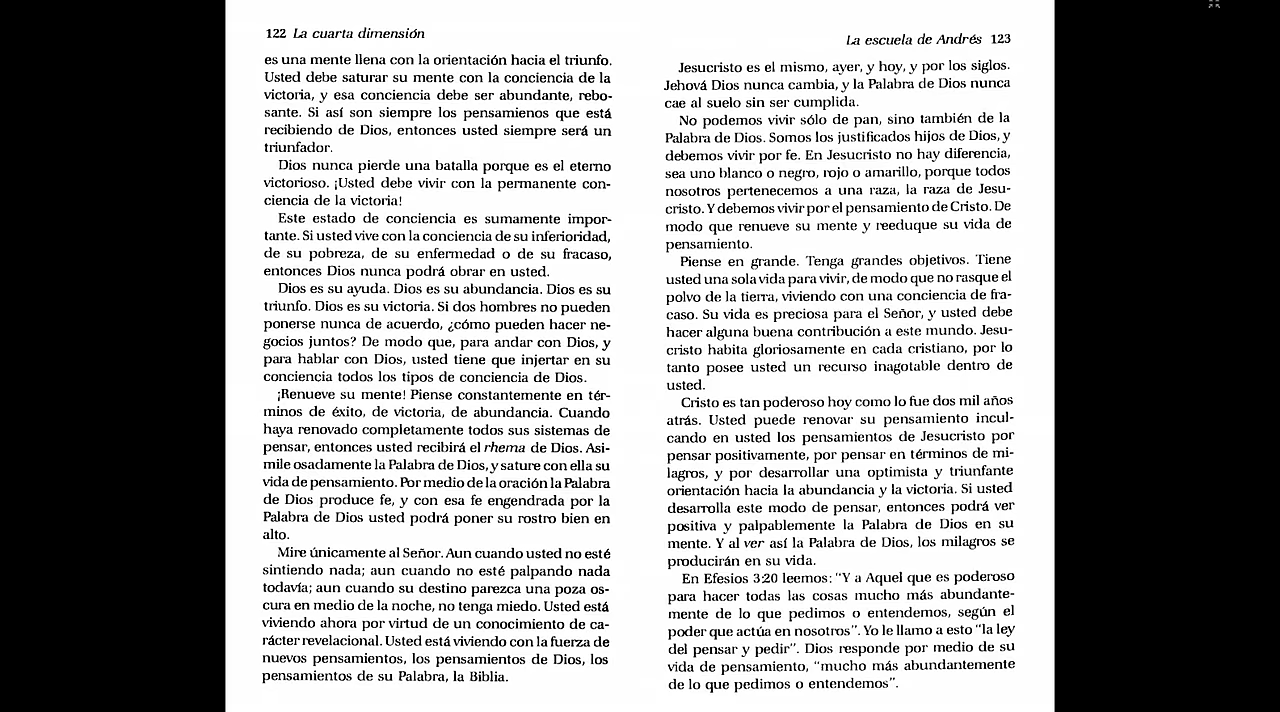 122 La cuarta dimensión
es una mente llena con la orientación hacia el triunfo.
Usted debe saturar su mente con la conciencia de la
victoria, y esa conciencia debe ser abundante, rebo-
sante. Si así son siempre los pensamienos que está
recibiendo de Dios, entonces usted siempre será un
triunfador.
Dios nunca pierde una batalla porque es el eterno
victorioso. ¡Usted debe vivir con la permanente con-
ciencia de la victoria!
Este estado de conciencia es sumamente impor-
tante. Si usted vive con la conciencia de su inferioridad,
de su pobreza, de su enfermedad o de su fracaso,
entonces Dios nunca podrá obrar en usted.
Dios es su ayuda. Dios es su abundancia. Dios es su
triunfo. Dios es su victoria. Si dos hombres no pueden
ponerse nunca de acuerdo, ¿cómo pueden hacer ne-
gocios juntos? De modo que, para andar con Dios, y
para hablar con Dios, usted tiene que injertar en su
conciencia todos los tipos de conciencia de Dios.
¡Renueve su mente! Piense constantemente en tér-
minos de éxito, de victoria, de abundancia. Cuando
haya renovado completamente todos sus sistemas de
pensar, entonces usted recibirá el rhema de Dios. Asi-
mile osadamente la Palabra de Dios, y sature con ella su
vida de pensamiento. Por medio de la oración la Palabra
de Dios produce fe, y con esa fe engendrada por la
Palabra de Dios usted podrá poner su rostro bien en
alto.
Mire únicamente al Señor. Aun cuando usted no esté
sintiendo nada; aun cuando no esté palpando nada
todavía; aun cuando su destino parezca una poza os-
cura en medio de la noche, no tenga miedo. Usted está
viviendo ahora por virtud de un conocimiento de ca-
rácter revelacional. Usted está viviendo con la fuerza de
nuevos pensamientos, los pensamientos de Dios, los
pensamientos de su Palabra, la Biblia.
La escuela de Andrés 123
Jesucristo es el mismo, ayer, y hoy, y por los siglos.
Jehová Dios nunca cambia, y la Palabra de Dios nunca
cae al suelo sin ser cumplida.
No podemos vivir sólo de pan, sino también de la
Palabra de Dios. Somos los justificados hijos de Dios, y
debemos vivir por fe. En Jesucristo no hay diferencia,
sea uno blanco o negro, rojo o amarillo, porque todos
nosotros pertenecemos a una raza, la raza de Jesu-
cristo. Y debemos vivir por el pensamiento de Cristo. De
modo que renueve su mente y reeduque su vida de
pensamiento.
Piense en grande. Tenga grandes objetivos. Tiene
usted una sola vida para vivir, de modo que no rasque el
polvo de la tierra, viviendo con una conciencia de fra-
caso. Su vida es preciosa para el Señor, y usted debe
hacer alguna buena contribución a este mundo. Jesu-
cristo habita gloriosamente en cada cristiano, por lo
tanto posee usted un recurso inagotable dentro de
usted.
Cristo es tan poderoso hoy como lo fue dos mil años
atrás. Usted puede renovar su pensamiento incul-
cando en usted los pensamientos de Jesucristo por
pensar positivamente, por pensar en términos de mi-
lagros, y por desarrollar una optimista y triunfante
orientación hacia la abundancia y la victoria. Si usted
desarrolla este modo de pensar, entonces podrá ver
positiva y palpablemente la Palabra de Dios en su
mente. Y al ver así la Palabra de Dios, los milagros se
producirán en su vida.
En Efesios 3:20 leemos: "Y a Aquel que es poderoso
para hacer todas las cosas mucho más abundante-
mente de lo que pedimos o entendemos, según el
poder que actúa en nosotros". Yo le llamo a esto "la ley
del pensar y pedir". Dios responde por medio de su
vida de pensamiento, "mucho más abundantemente
de lo que pedimos o entendemos".